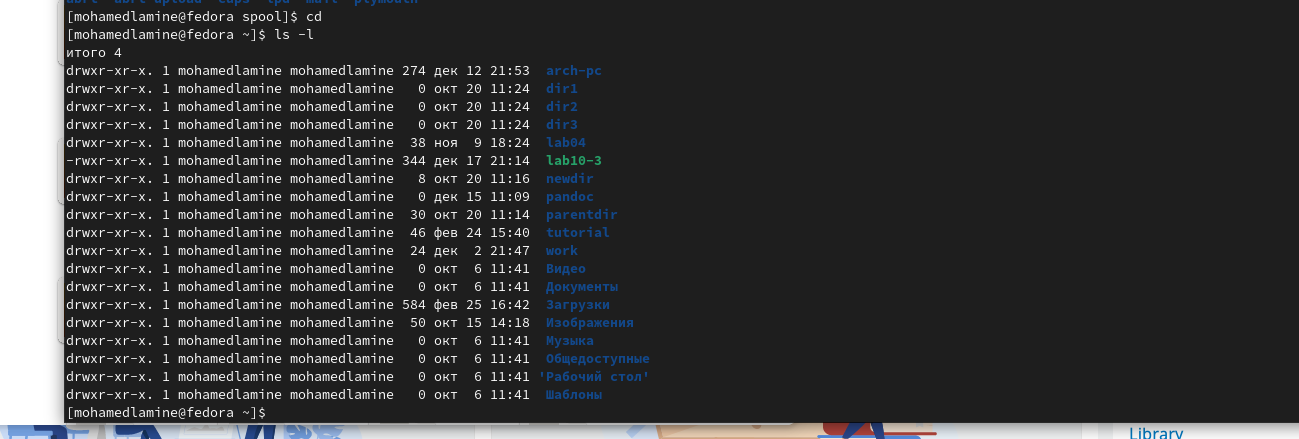 [mohamedlamine@fedora spool]$ cd
[mohamedlamine@fedora ~]$ ls -l
итого 4
drwxr-xr-x. 1 mohamedlamine mohamedlamine 274 дек 12 21:53  arch-pc
drwxr-xr-x. 1 mohamedlamine mohamedlamine   0 окт 20 11:24  dir1
drwxr-xr-x. 1 mohamedlamine mohamedlamine   0 окт 20 11:24  dir2
drwxr-xr-x. 1 mohamedlamine mohamedlamine   0 окт 20 11:24  dir3
drwxr-xr-x. 1 mohamedlamine mohamedlamine  38 ноя  9 18:24  lab04
-rwxr-xr-x. 1 mohamedlamine mohamedlamine 344 дек 17 21:14  lab10-3
drwxr-xr-x. 1 mohamedlamine mohamedlamine   8 окт 20 11:16  newdir
drwxr-xr-x. 1 mohamedlamine mohamedlamine   0 дек 15 11:09  pandoc
drwxr-xr-x. 1 mohamedlamine mohamedlamine  30 окт 20 11:14  parentdir
drwxr-xr-x. 1 mohamedlamine mohamedlamine  46 фев 24 15:40  tutorial
drwxr-xr-x. 1 mohamedlamine mohamedlamine  24 дек  2 21:47  work
drwxr-xr-x. 1 mohamedlamine mohamedlamine   0 окт  6 11:41  Видео
drwxr-xr-x. 1 mohamedlamine mohamedlamine   0 окт  6 11:41  Документы
drwxr-xr-x. 1 mohamedlamine mohamedlamine 584 фев 25 16:42  Загрузки
drwxr-xr-x. 1 mohamedlamine mohamedlamine  50 окт 15 14:18  Изображения
drwxr-xr-x. 1 mohamedlamine mohamedlamine   0 окт  6 11:41  Музыка
drwxr-xr-x. 1 mohamedlamine mohamedlamine   0 окт  6 11:41  Общедоступные
drwxr-xr-x. 1 mohamedlamine mohamedlamine   0 окт  6 11:41 'Рабочий стол'
drwxr-xr-x. 1 mohamedlamine mohamedlamine   0 окт  6 11:41  Шаблоны
[mohamedlamine@fedora ~]$
Library